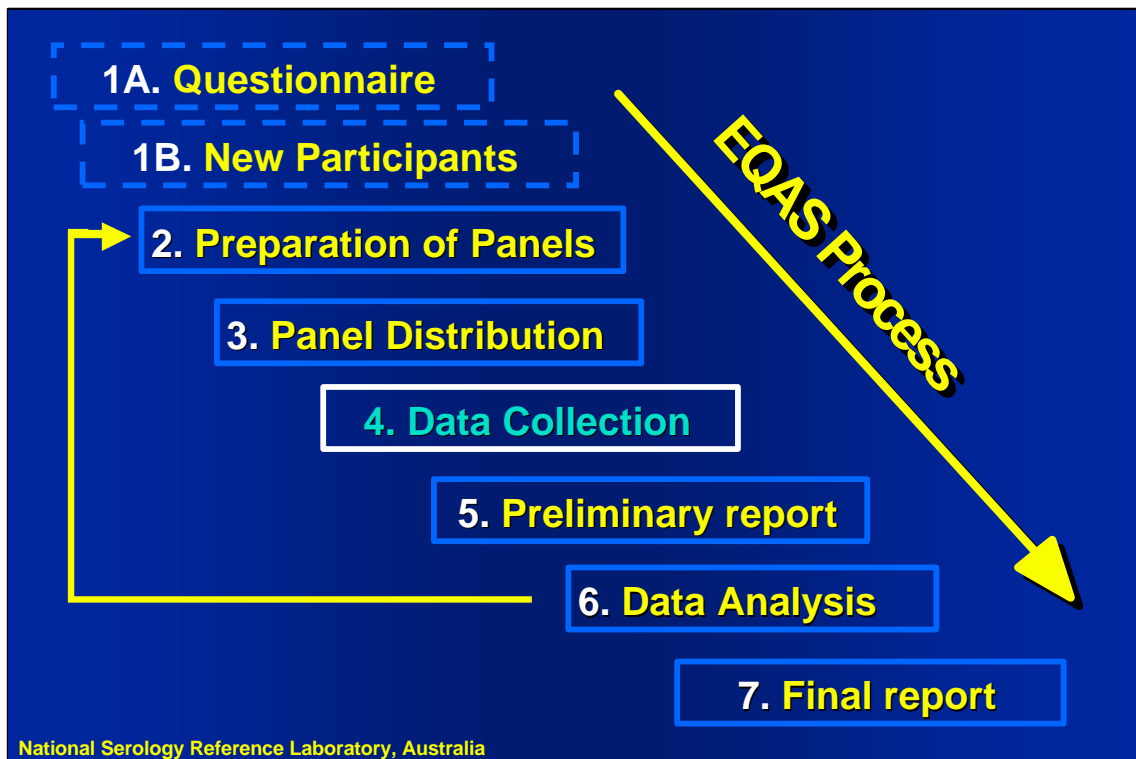 1A. Questionnaire
1B. New Participants
2. Preparation of Panels
3. Panel Distribution
4. Data Collection
5. Preliminary report
6. Data Analysis
7. Final report
EQAS Process
National Serology Reference Laboratory, Australia